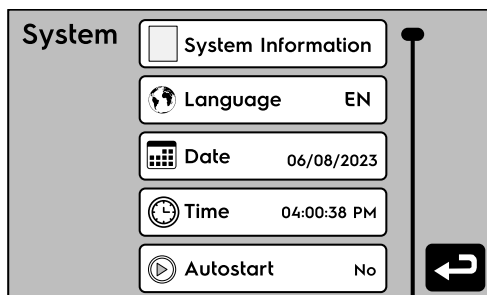 System
System Information
Language EN
Date 06/08/2023
Time 04:00:38 PM
Autostart No